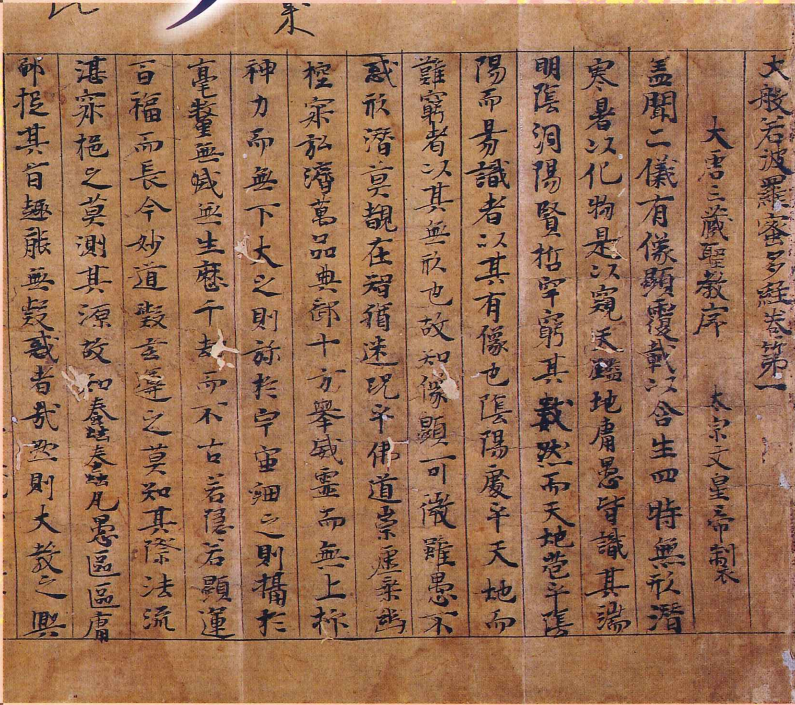 大般若波羅蜜多経巻第一
大唐三藏聖教序　太宗文皇帝製
盖聞二儀有像顯覆載以含生四時無形潜
寒暑以化物是以窺天鑑地庸愚皆識其端
明陰洞陽賢哲罕窮其數然而天地苞乎陰
陽而易識者以其有像也陰陽處乎天地而
難窮者以其無形也故知像顯可徵雖愚不
惑形潜莫覩在智猶迷况乎佛道崇虛乗幽
控寂弘濟萬品典御十方舉威靈而無上抑
神力而無下大之則弥於宇宙細之則攝於
毫釐無滅無生歷千劫而不古若隱若顯運
百福而長今妙道凝玄遵之莫知其際法流
湛寂挹之莫測其源故知蠢蠢凡愚區區庸
鄙投其旨趣能無疑惑者哉然則大教之興